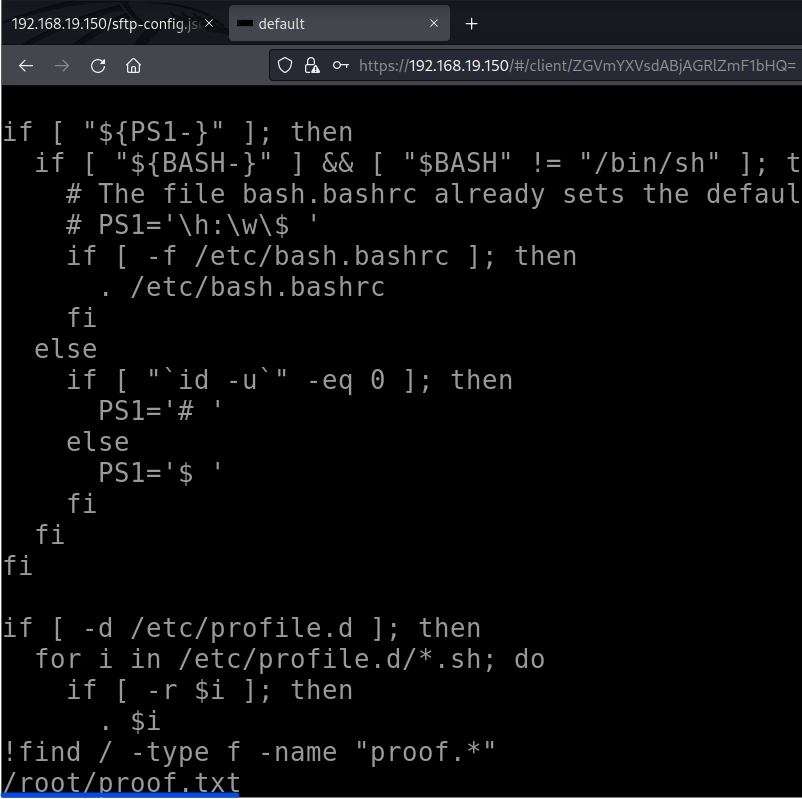 192.168.19.150/sftp-config.js
default
https://192.168.19.150/#/client/ZGVmYXVsdABjAGRlZmF1bHQ=
if [ "${PS1-}" ]; then
  if [ "${BASH-}" ] && [ "$BASH" != "/bin/sh" ]; t
    # The file bash.bashrc already sets the defaul
    # PS1='\h:\w\$ '
    if [ -f /etc/bash.bashrc ]; then
      . /etc/bash.bashrc
    fi
  else
    if [ "`id -u`" -eq 0 ]; then
      PS1='# '
    else
      PS1='$ '
    fi
  fi
fi
if [ -d /etc/profile.d ]; then
  for i in /etc/profile.d/*.sh; do
    if [ -r $i ]; then
      . $i
!find / -type f -name "proof.*"
/root/proof.txt